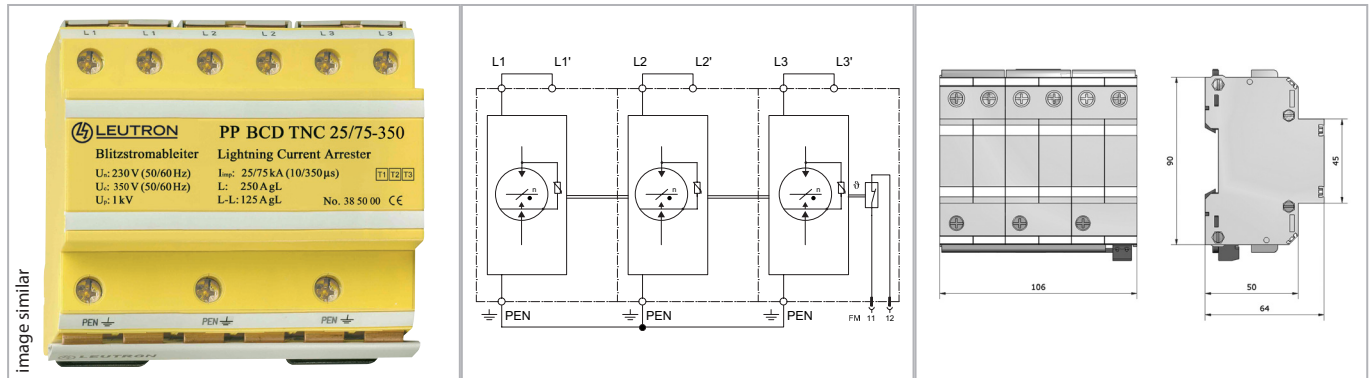 L1 L1 L2 L2 L3 L3
LEUTRON PP BCD TNC 25/75-350
Blitzstromableiter Lightning Current Arrester
Uₙ: 230 V (50/60 Hz) Iimp: 25/75 kA (10/350 µs) T1 T2 T3
U꜀: 350 V (50/60 Hz) L: 250 A gL
Uₚ: 1 kV L-L: 125 A gL No. 38 50 00 CE
PEN PEN PEN
LEUTRON
image similar
L1 L1' L2 L2' L3 L3'
n n n ϑ
PEN PEN PEN FM 11 12
90
45
106
50
64